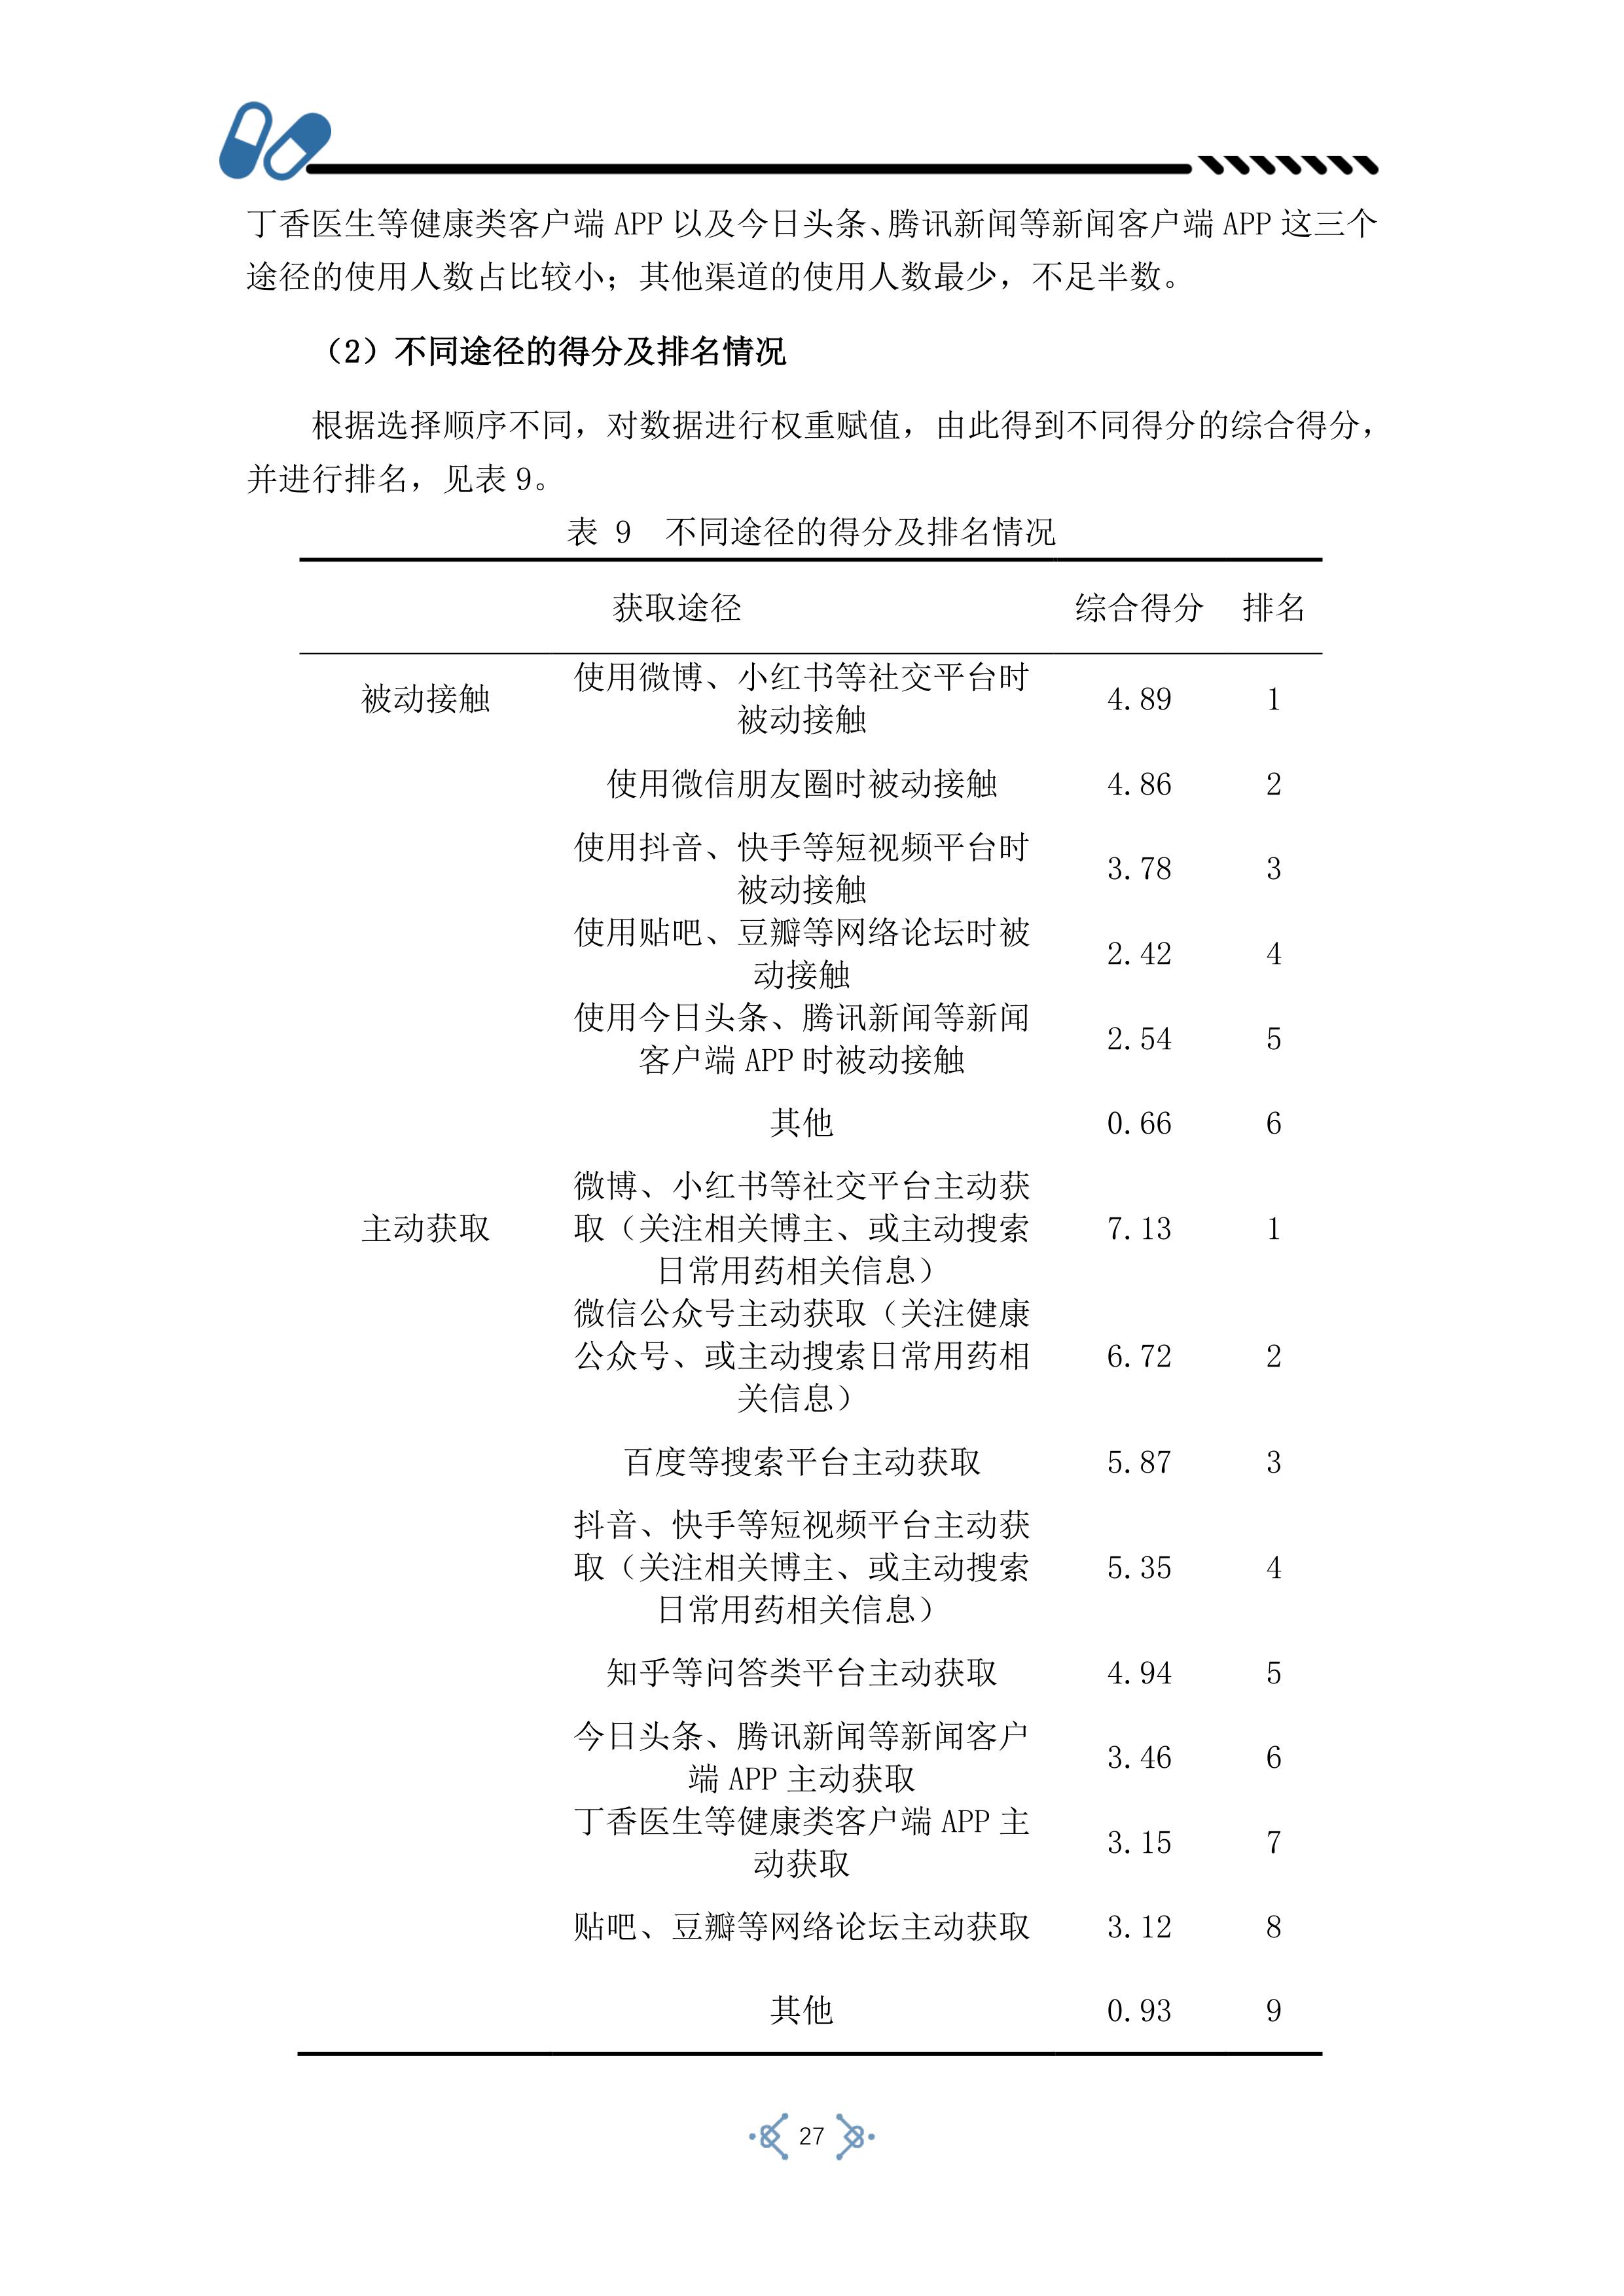 丁香医生等健康类客户端 APP 以及今日头条、腾讯新闻等新闻客户端 APP 这三个
途径的使用人数占比较小；其他渠道的使用人数最少，不足半数。
（2）不同途径的得分及排名情况
根据选择顺序不同，对数据进行权重赋值，由此得到不同得分的综合得分，
并进行排名，见表 9。
表 9 不同途径的得分及排名情况
获取途径 综合得分 排名
使用微博、小红书等社交平台时
被动接触 4.89 1
被动接触
使用微信朋友圈时被动接触 4.86 2
使用抖音、快手等短视频平台时
3.78 3
被动接触
使用贴吧、豆瓣等网络论坛时被
2.42 4
动接触
使用今日头条、腾讯新闻等新闻
2.54 5
客户端 APP 时被动接触
其他 0.66 6
微博、小红书等社交平台主动获
主动获取 取（关注相关博主、或主动搜索 7.13 1
日常用药相关信息）
微信公众号主动获取（关注健康
公众号、或主动搜索日常用药相 6.72 2
关信息）
百度等搜索平台主动获取 5.87 3
抖音、快手等短视频平台主动获
取（关注相关博主、或主动搜索 5.35 4
日常用药相关信息）
知乎等问答类平台主动获取 4.94 5
今日头条、腾讯新闻等新闻客户
3.46 6
端 APP 主动获取
丁香医生等健康类客户端 APP 主
3.15 7
动获取
贴吧、豆瓣等网络论坛主动获取 3.12 8
其他 0.93 9
27